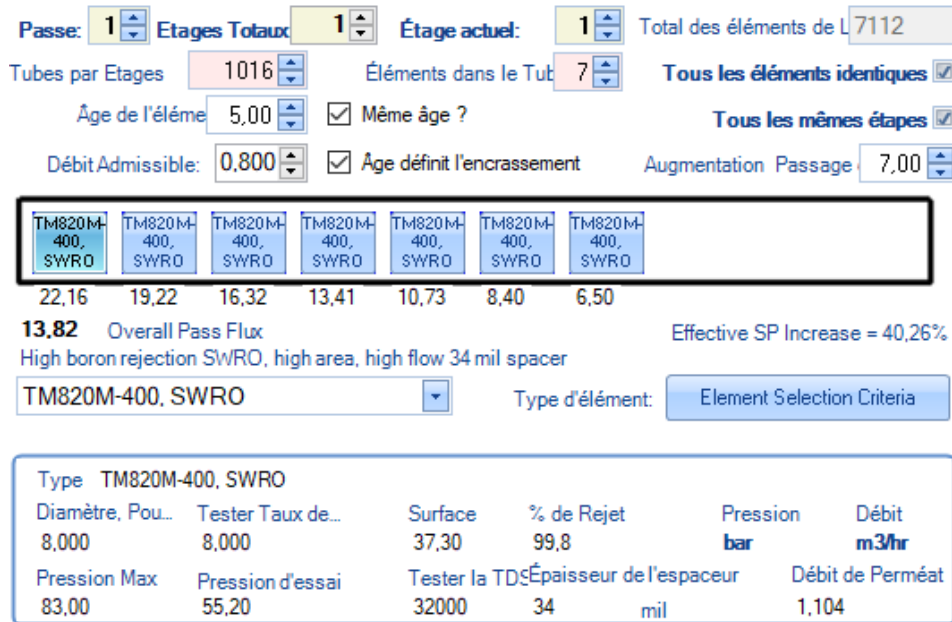 Passe: 1 Etages Totaux 1 Étage actuel: 1 Total des éléments de L 7112
Tubes par Etages 1016 Éléments dans le Tub 7 Tous les éléments identiques
Âge de l'éléme 5,00 Même âge ? Tous les mêmes étapes
Débit Admissible: 0,800 Âge définit l'encrassement Augmentation Passage 7,00
TM820M-400, SWRO TM820M-400, SWRO TM820M-400, SWRO TM820M-400, SWRO TM820M-400, SWRO TM820M-400, SWRO TM820M-400, SWRO
22,16 19,22 16,32 13,41 10,73 8,40 6,50
13,82 Overall Pass Flux Effective SP Increase = 40,26%
High boron rejection SWRO, high area, high flow 34 mil spacer
TM820M-400, SWRO Type d'élément: Element Selection Criteria
Type TM820M-400, SWRO
Diamètre, Pou... Tester Taux de... Surface % de Rejet Pression Débit
8,000 8,000 37,30 99,8 bar m3/hr
Pression Max Pression d'essai Tester la TDS Épaisseur de l'espaceur Débit de Perméat
83,00 55,20 32000 34 mil 1,104